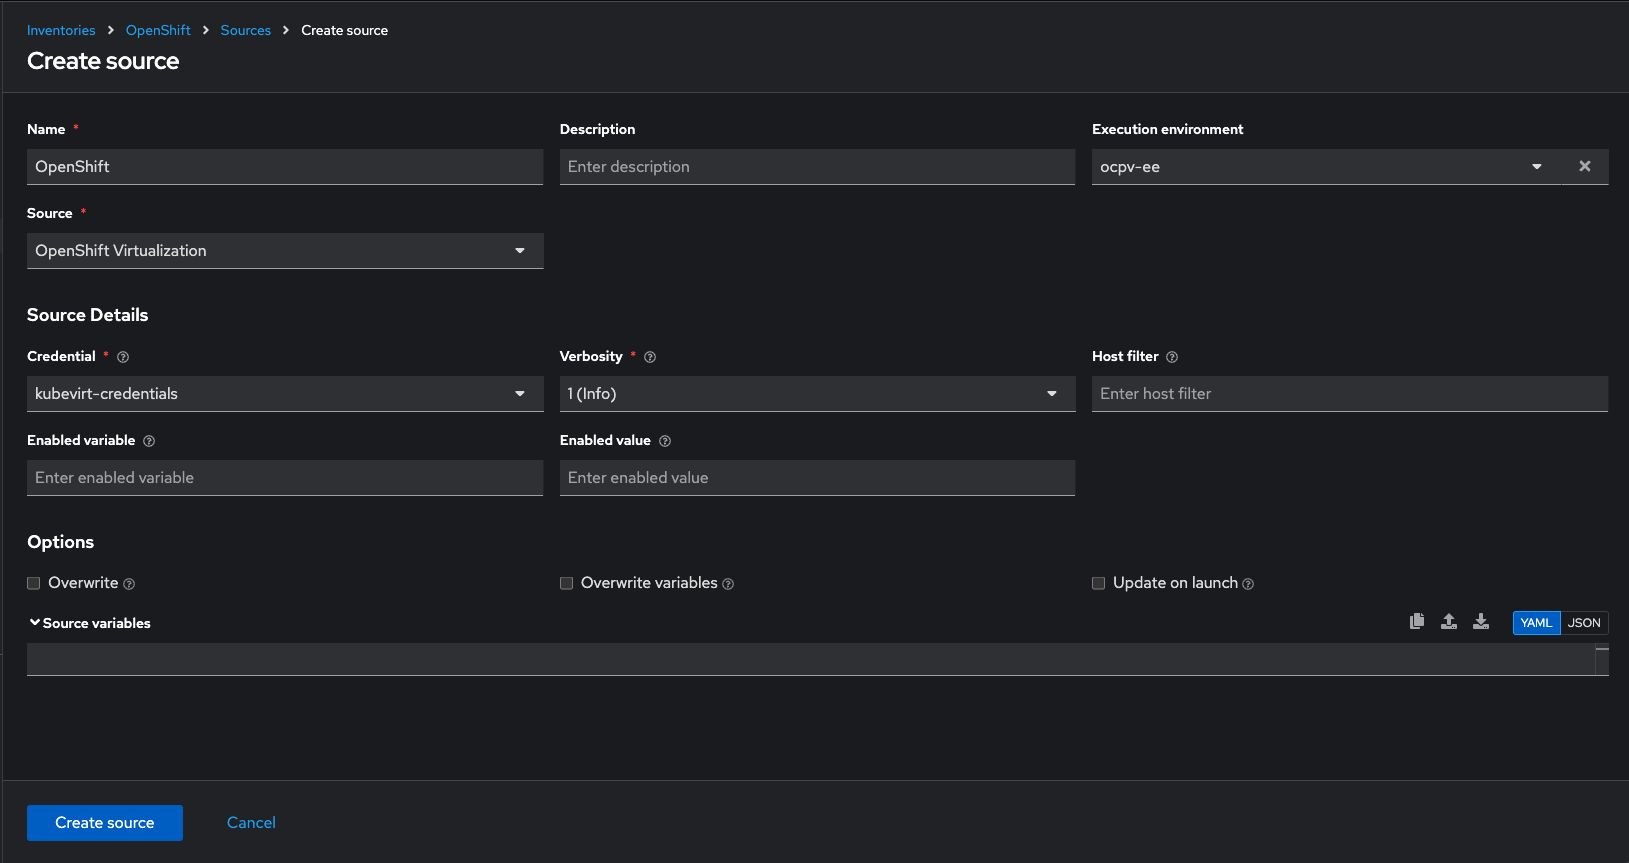 Inventories > OpenShift > Sources > Create source
Create source
Name * Description Execution environment
OpenShift Enter description ocpv-ee
Source *
OpenShift Virtualization
Source Details
Credential * Verbosity * Host filter
kubevirt-credentials 1 (Info) Enter host filter
Enabled variable Enabled value
Enter enabled variable Enter enabled value
Options
Overwrite Overwrite variables Update on launch
Source variables YAML JSON
Create source Cancel